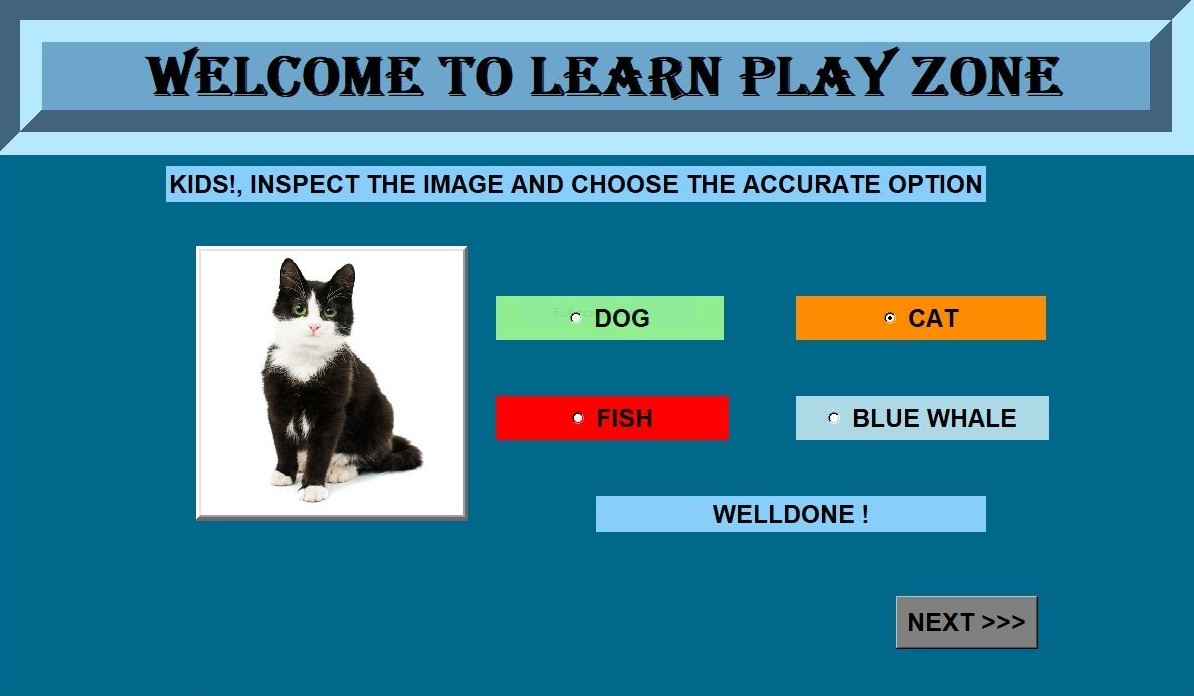 WELCOME TO LEARN PLAY ZONE
KIDS!, INSPECT THE IMAGE AND CHOOSE THE ACCURATE OPTION
DOG
CAT
FISH
BLUE WHALE
WELLDONE !
NEXT >>>